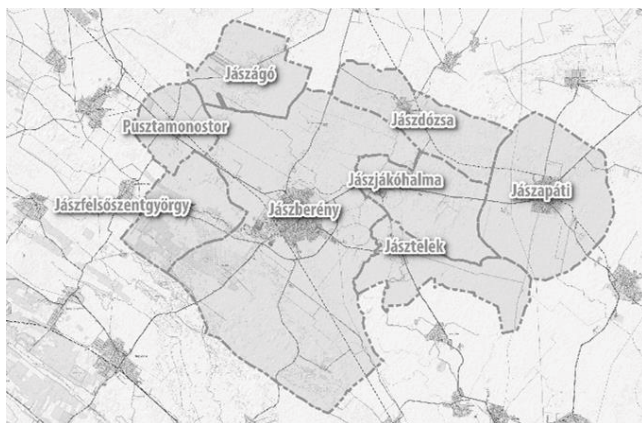 Jászágó
Pusztamonostor
Jászdózsa
Jászjákóhalma
Jászapáti
Jászfelsőszentgyörgy
Jászberény
Jásztelek